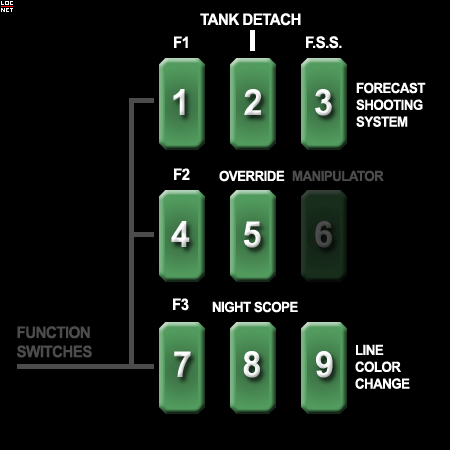 LOC
NET
TANK DETACH
F1
F.S.S.
1
2
3
FORECAST
SHOOTING
SYSTEM
F2
OVERRIDE
MANIPULATOR
4
5
6
F3
NIGHT SCOPE
FUNCTION
SWITCHES
7
8
9
LINE
COLOR
CHANGE